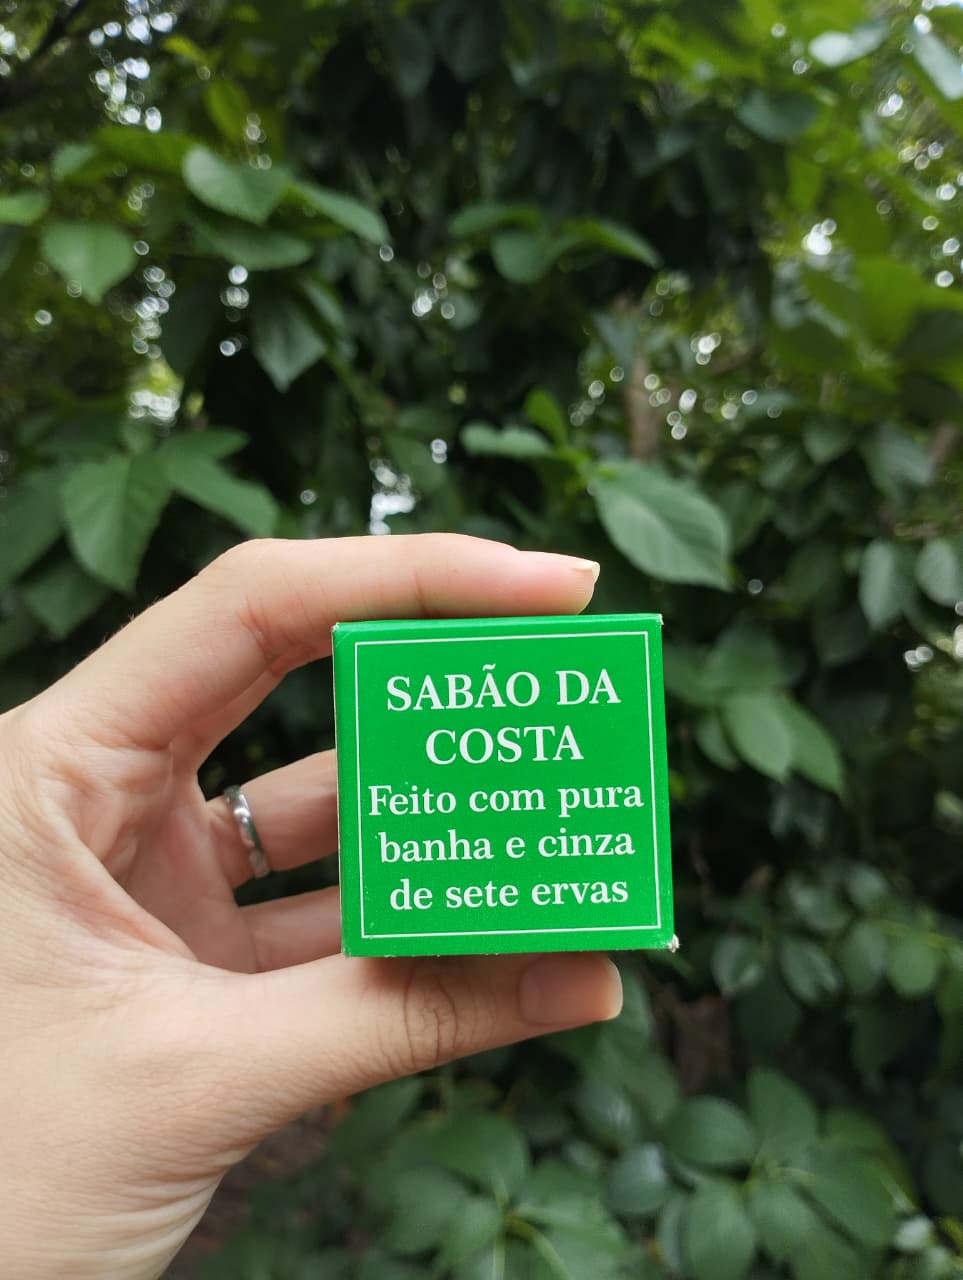 SABÃO DA
COSTA
Feito com pura
banha e cinza
de sete ervas